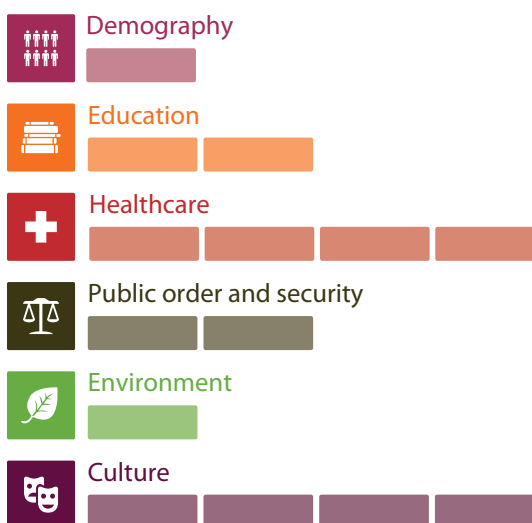 Demography
Education
Healthcare
Public order and security
Environment
Culture